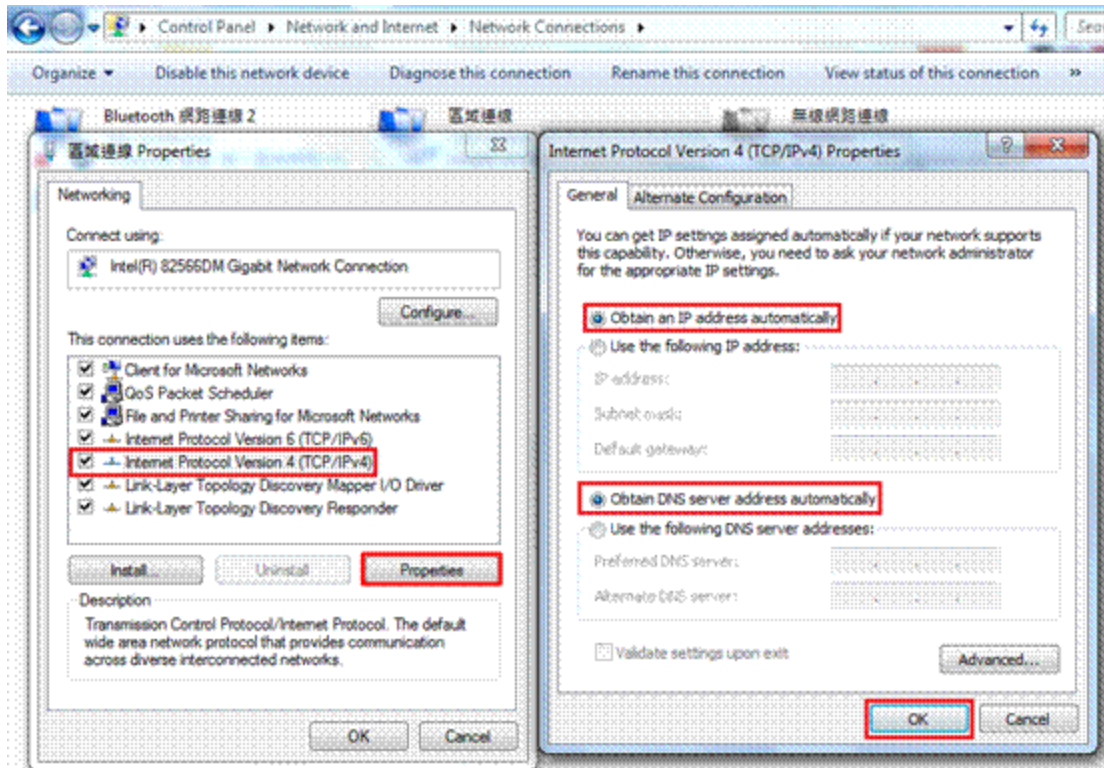 Control Panel ▸ Network and Internet ▸ Network Connections ▸
Organize ▾ Disable this network device Diagnose this connection Rename this connection View status of this connection »
Bluetooth 網路連線 2 區域連線 無線網路連線
區域連線 Properties
Networking
Connect using:
Intel(R) 82566DM Gigabit Network Connection
Configure...
This connection uses the following items:
Client for Microsoft Networks
QoS Packet Scheduler
File and Printer Sharing for Microsoft Networks
Internet Protocol Version 6 (TCP/IPv6)
Internet Protocol Version 4 (TCP/IPv4)
Link-Layer Topology Discovery Mapper I/O Driver
Link-Layer Topology Discovery Responder
Install... Uninstall Properties
Description
Transmission Control Protocol/Internet Protocol. The default
wide area network protocol that provides communication
across diverse interconnected networks.
OK Cancel
Internet Protocol Version 4 (TCP/IPv4) Properties
General Alternate Configuration
You can get IP settings assigned automatically if your network supports
this capability. Otherwise, you need to ask your network administrator
for the appropriate IP settings.
Obtain an IP address automatically
Use the following IP address:
IP address:
Subnet mask:
Default gateway:
Obtain DNS server address automatically
Use the following DNS server addresses:
Preferred DNS server:
Alternate DNS server:
Validate settings upon exit
Advanced...
OK Cancel